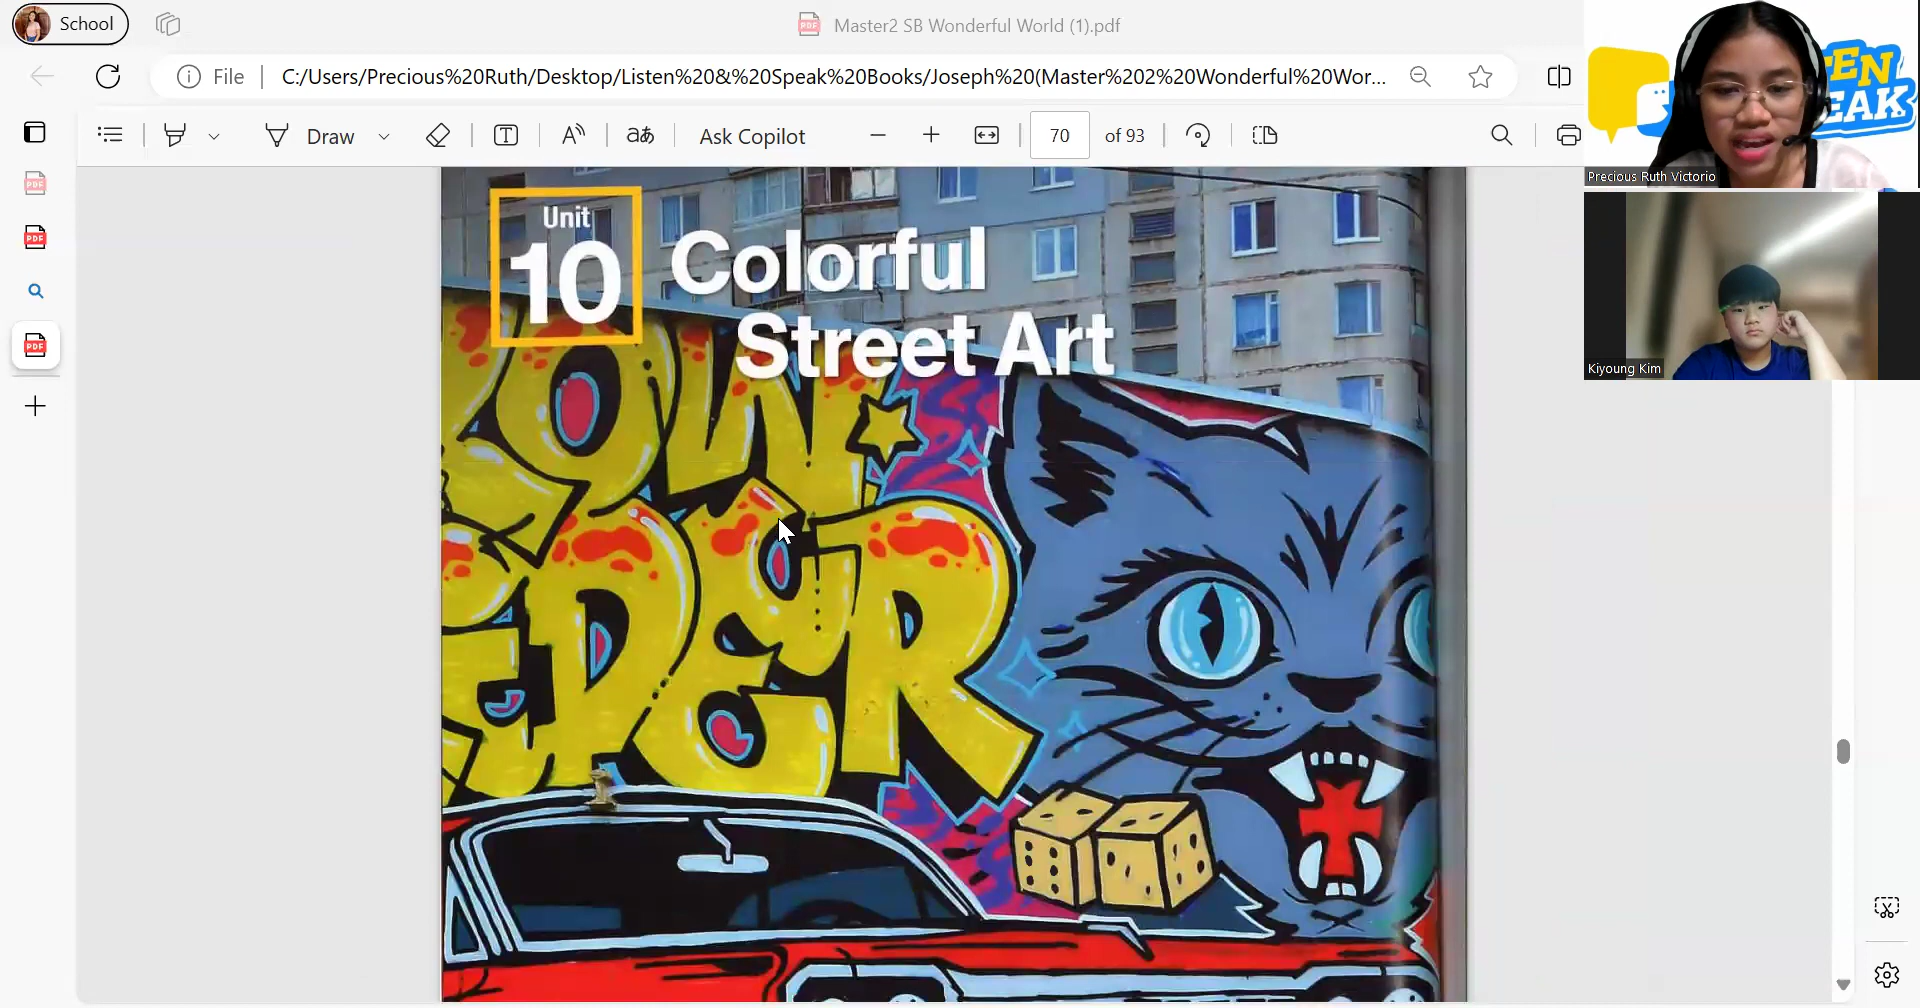 School
Master2 SB Wonderful World (1).pdf
File
C:/Users/Precious%20Ruth/Desktop/Listen%20&%20Speak%20Books/Joseph%20(Master%202%20Wonderful%20Wor...
Draw
Ask Copilot
70
of 93
Precious Ruth Victorio
Kiyoung Kim
Unit
10
Colorful
Street Art